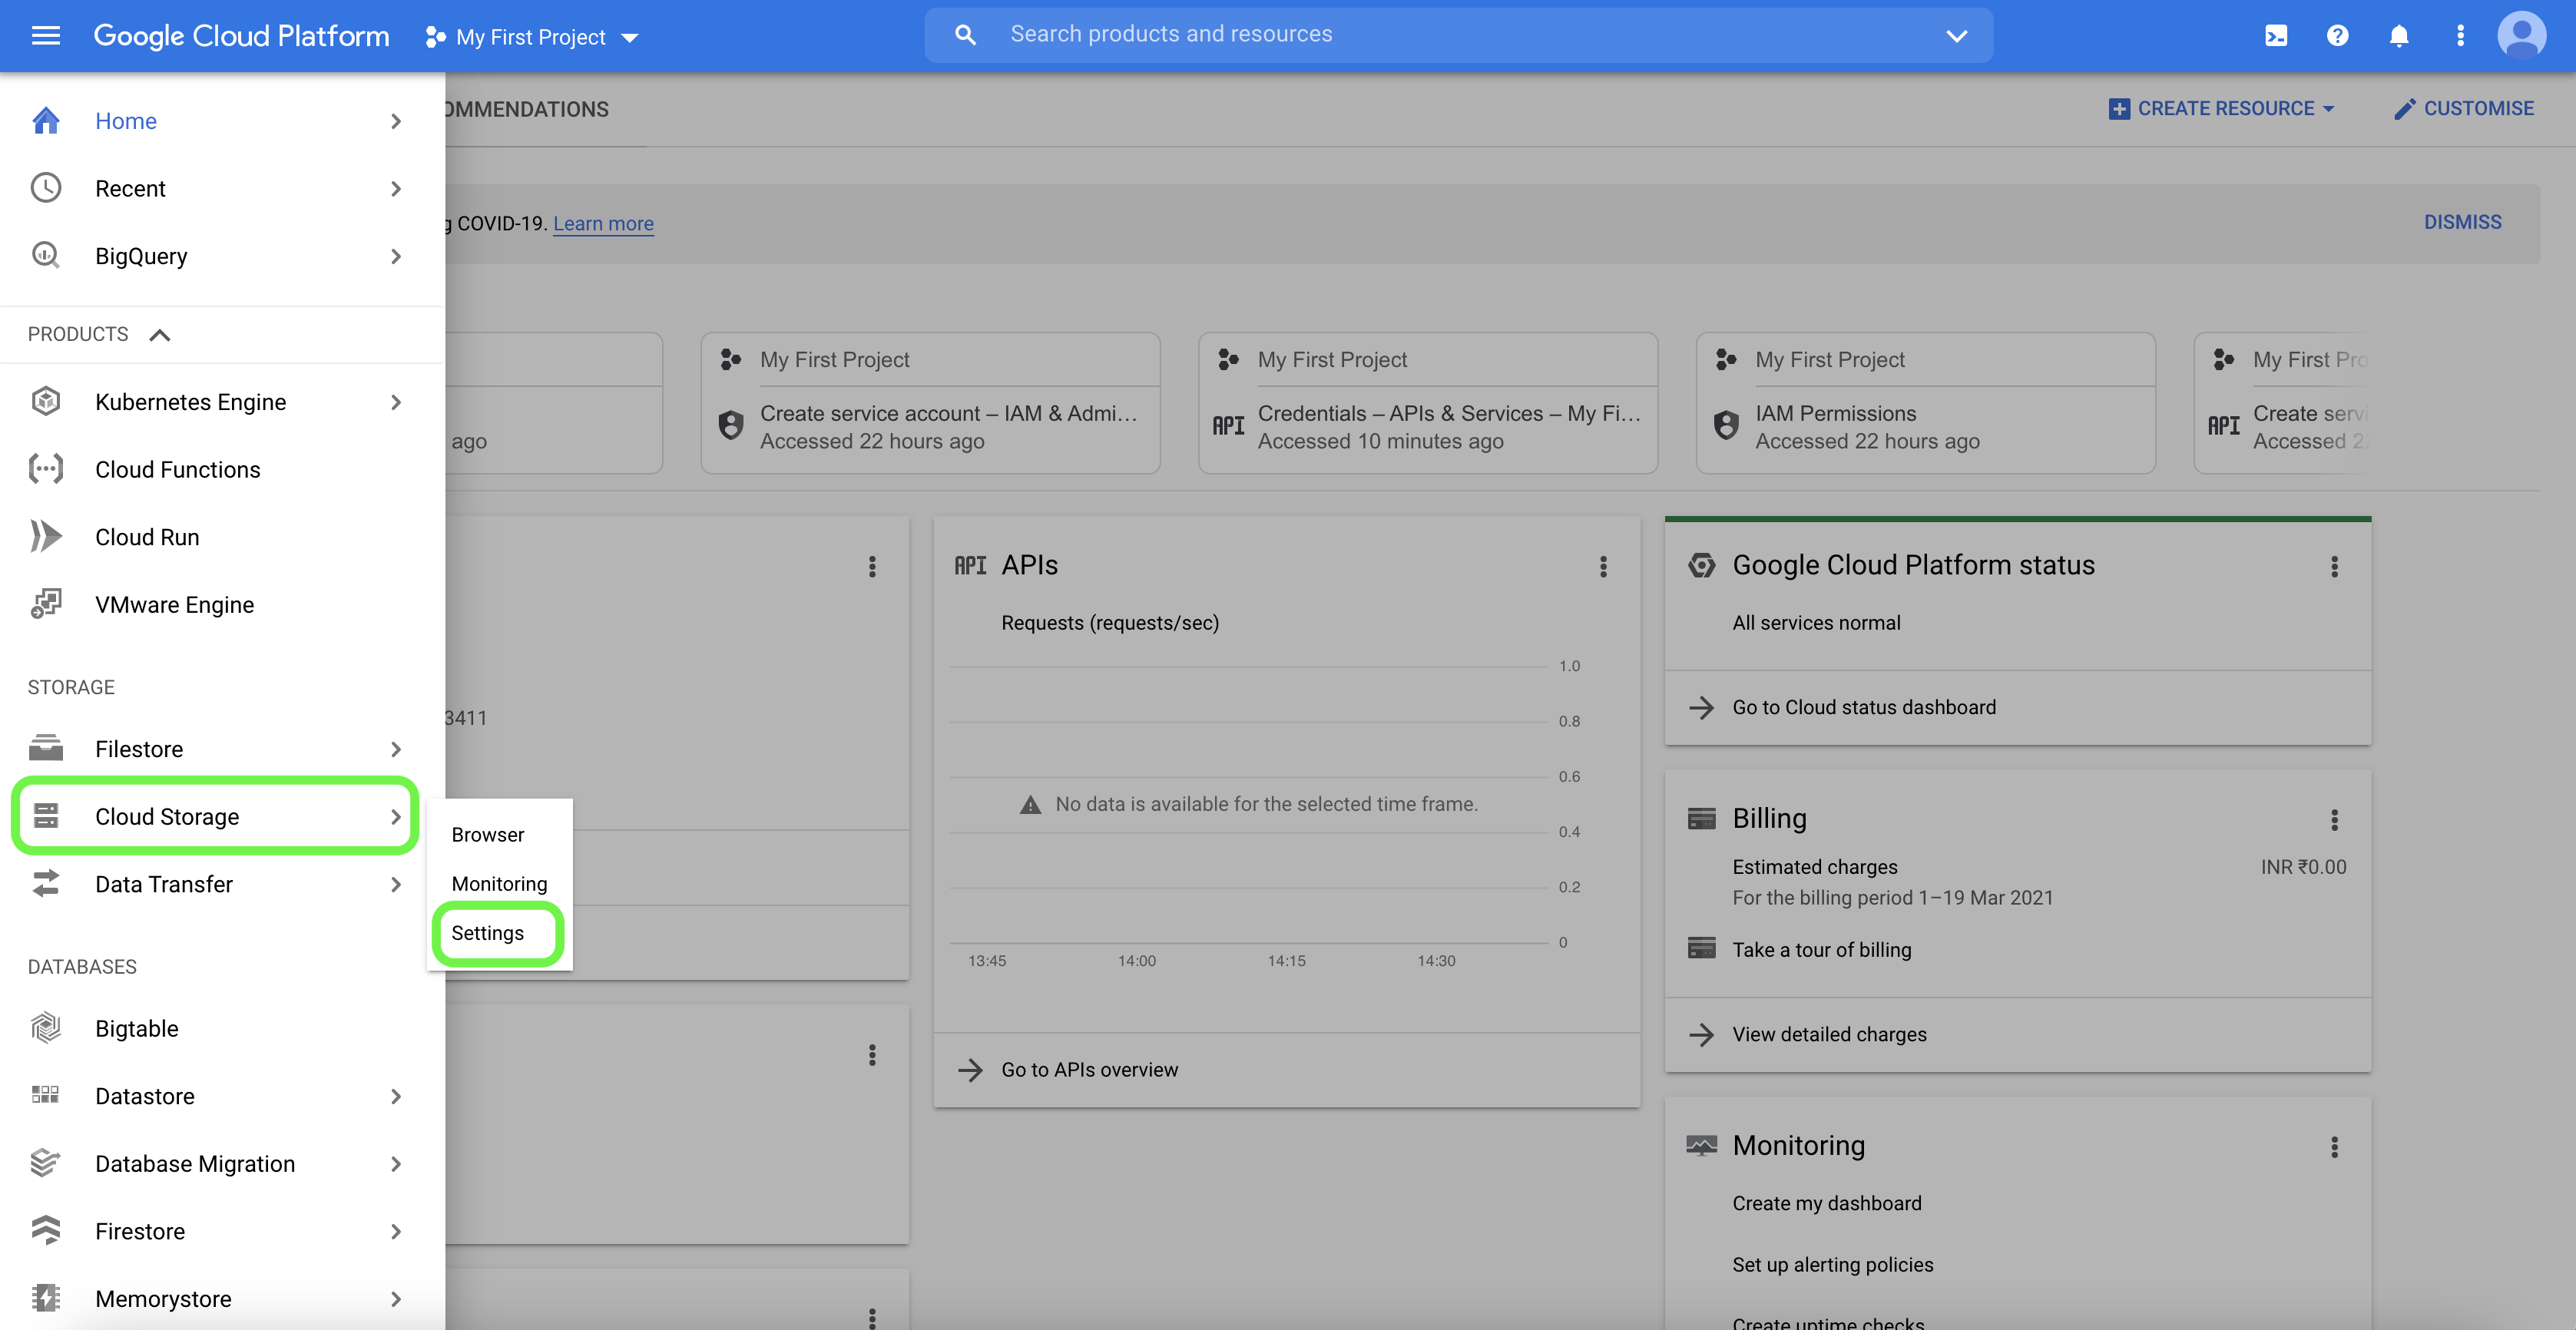 Google Cloud Platform
My First Project
Search products and resources
Home
Recent
BigQuery
PRODUCTS
Kubernetes Engine
Cloud Functions
Cloud Run
VMware Engine
STORAGE
Filestore
Cloud Storage
Data Transfer
DATABASES
Bigtable
Datastore
Database Migration
Firestore
Memorystore
Browser
Monitoring
Settings
OMMENDATIONS
CREATE RESOURCE
CUSTOMISE
g COVID-19. Learn more
DISMISS
ago
My First Project
Create service account – IAM & Admi...
Accessed 22 hours ago
My First Project
API
Credentials – APIs & Services – My Fi...
Accessed 10 minutes ago
My First Project
IAM Permissions
Accessed 22 hours ago
My First Pro
API
Create servi
Accessed 22
3411
API
APIs
Requests (requests/sec)
1.0
0.8
0.6
No data is available for the selected time frame.
0.4
0.2
0
13:45
14:00
14:15
14:30
Go to APIs overview
Google Cloud Platform status
All services normal
Go to Cloud status dashboard
Billing
Estimated charges
INR ₹0.00
For the billing period 1–19 Mar 2021
Take a tour of billing
View detailed charges
Monitoring
Create my dashboard
Set up alerting policies
Create uptime checks